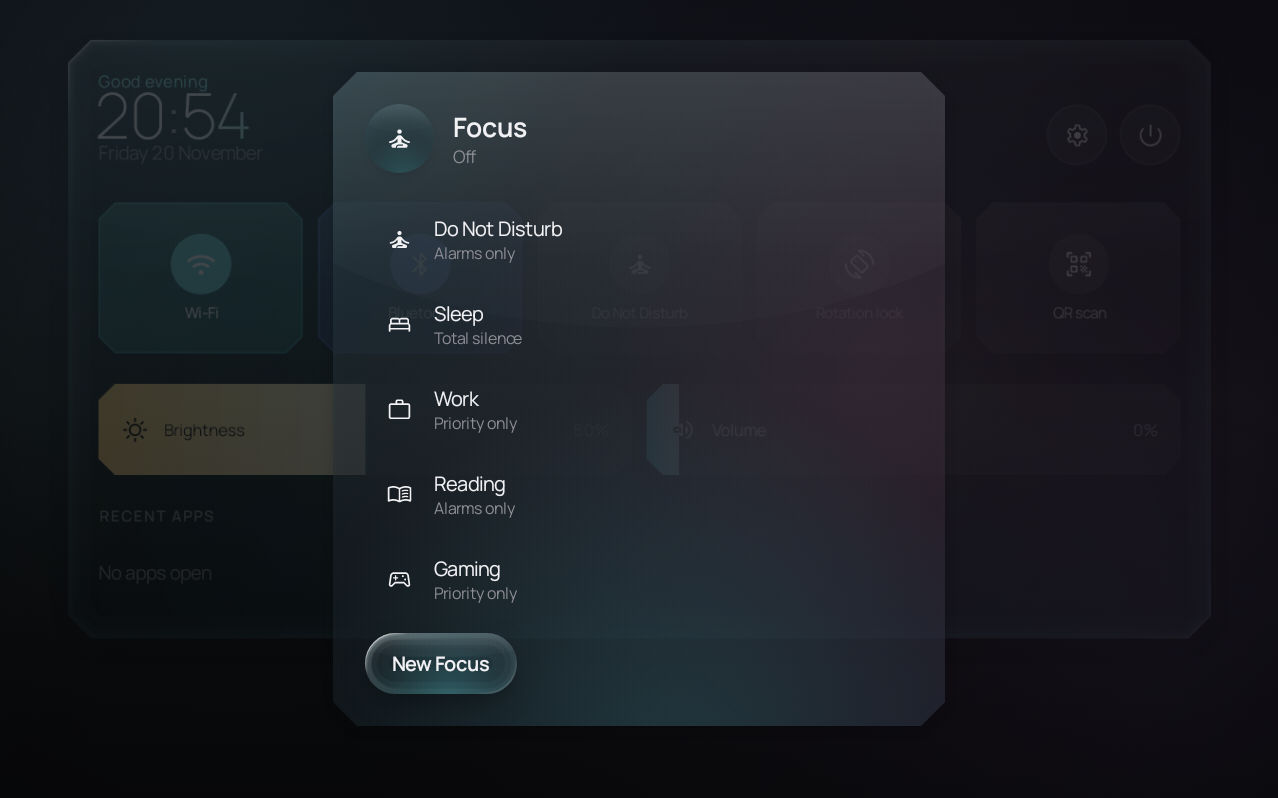 Good evening
20:54
Friday 20 November
Focus
Off
Do Not Disturb
Alarms only
Sleep
Total silence
Work
Priority only
Reading
Alarms only
Gaming
Priority only
New Focus
Wi-Fi
Bluetooth
Do Not Disturb
Rotation lock
QR scan
Brightness
50%
Volume
0%
RECENT APPS
No apps open